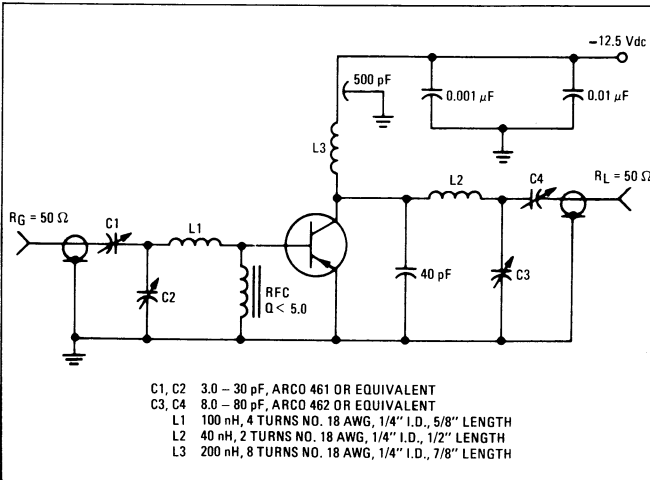 −12.5 Vdc
500 pF
0.001 μF
0.01 μF
L3
RG = 50 Ω
C1
L1
C2
RFC
Q < 5.0
L2
C4
RL = 50 Ω
40 pF
C3
C1, C2 3.0 – 30 pF, ARCO 461 OR EQUIVALENT
C3, C4 8.0 – 80 pF, ARCO 462 OR EQUIVALENT
L1 100 nH, 4 TURNS NO. 18 AWG, 1/4" I.D., 5/8" LENGTH
L2 40 nH, 2 TURNS NO. 18 AWG, 1/4" I.D., 1/2" LENGTH
L3 200 nH, 8 TURNS NO. 18 AWG, 1/4" I.D., 7/8" LENGTH